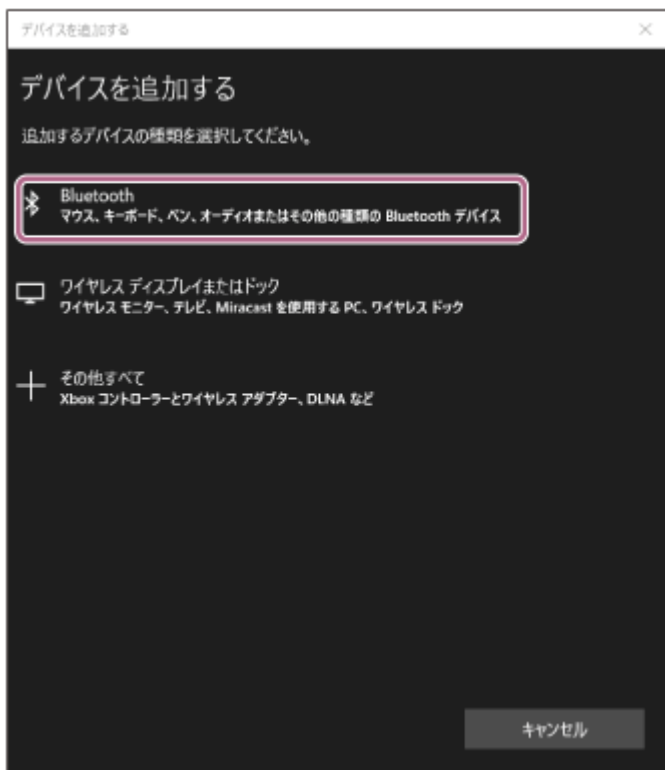 デバイスを追加する
デバイスを追加する
追加するデバイスの種類を選択してください。
Bluetooth
マウス、キーボード、ペン、オーディオまたはその他の種類の Bluetooth デバイス
ワイヤレス ディスプレイまたはドック
ワイヤレス モニター、テレビ、Miracast を使用する PC、ワイヤレス ドック
その他すべて
Xbox コントローラーとワイヤレス アダプター、DLNA など
キャンセル